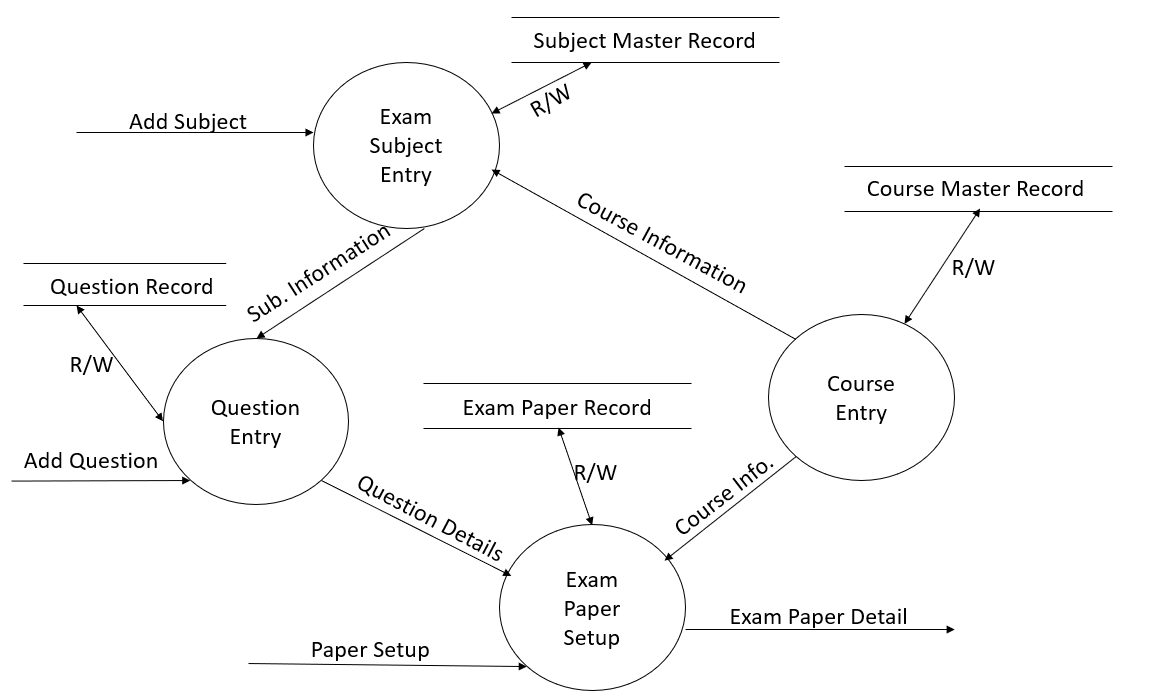 Subject Master Record
R/W
Add Subject
Exam
Subject
Entry
Course Master Record
Course Information
R/W
Sub. Information
Question Record
R/W
Question
Entry
Exam Paper Record
Course
Entry
Add Question
R/W
Course Info.
Question Details
Exam
Paper
Setup
Exam Paper Detail
Paper Setup